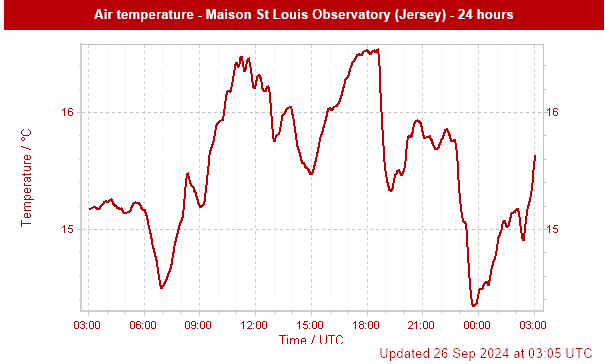 Air temperature - Maison St Louis Observatory (Jersey) - 24 hours
Temperature / °C
16
16
15
15
03:00 06:00 09:00 12:00 15:00 18:00 21:00 00:00 03:00
Time / UTC
Updated 26 Sep 2024 at 03:05 UTC